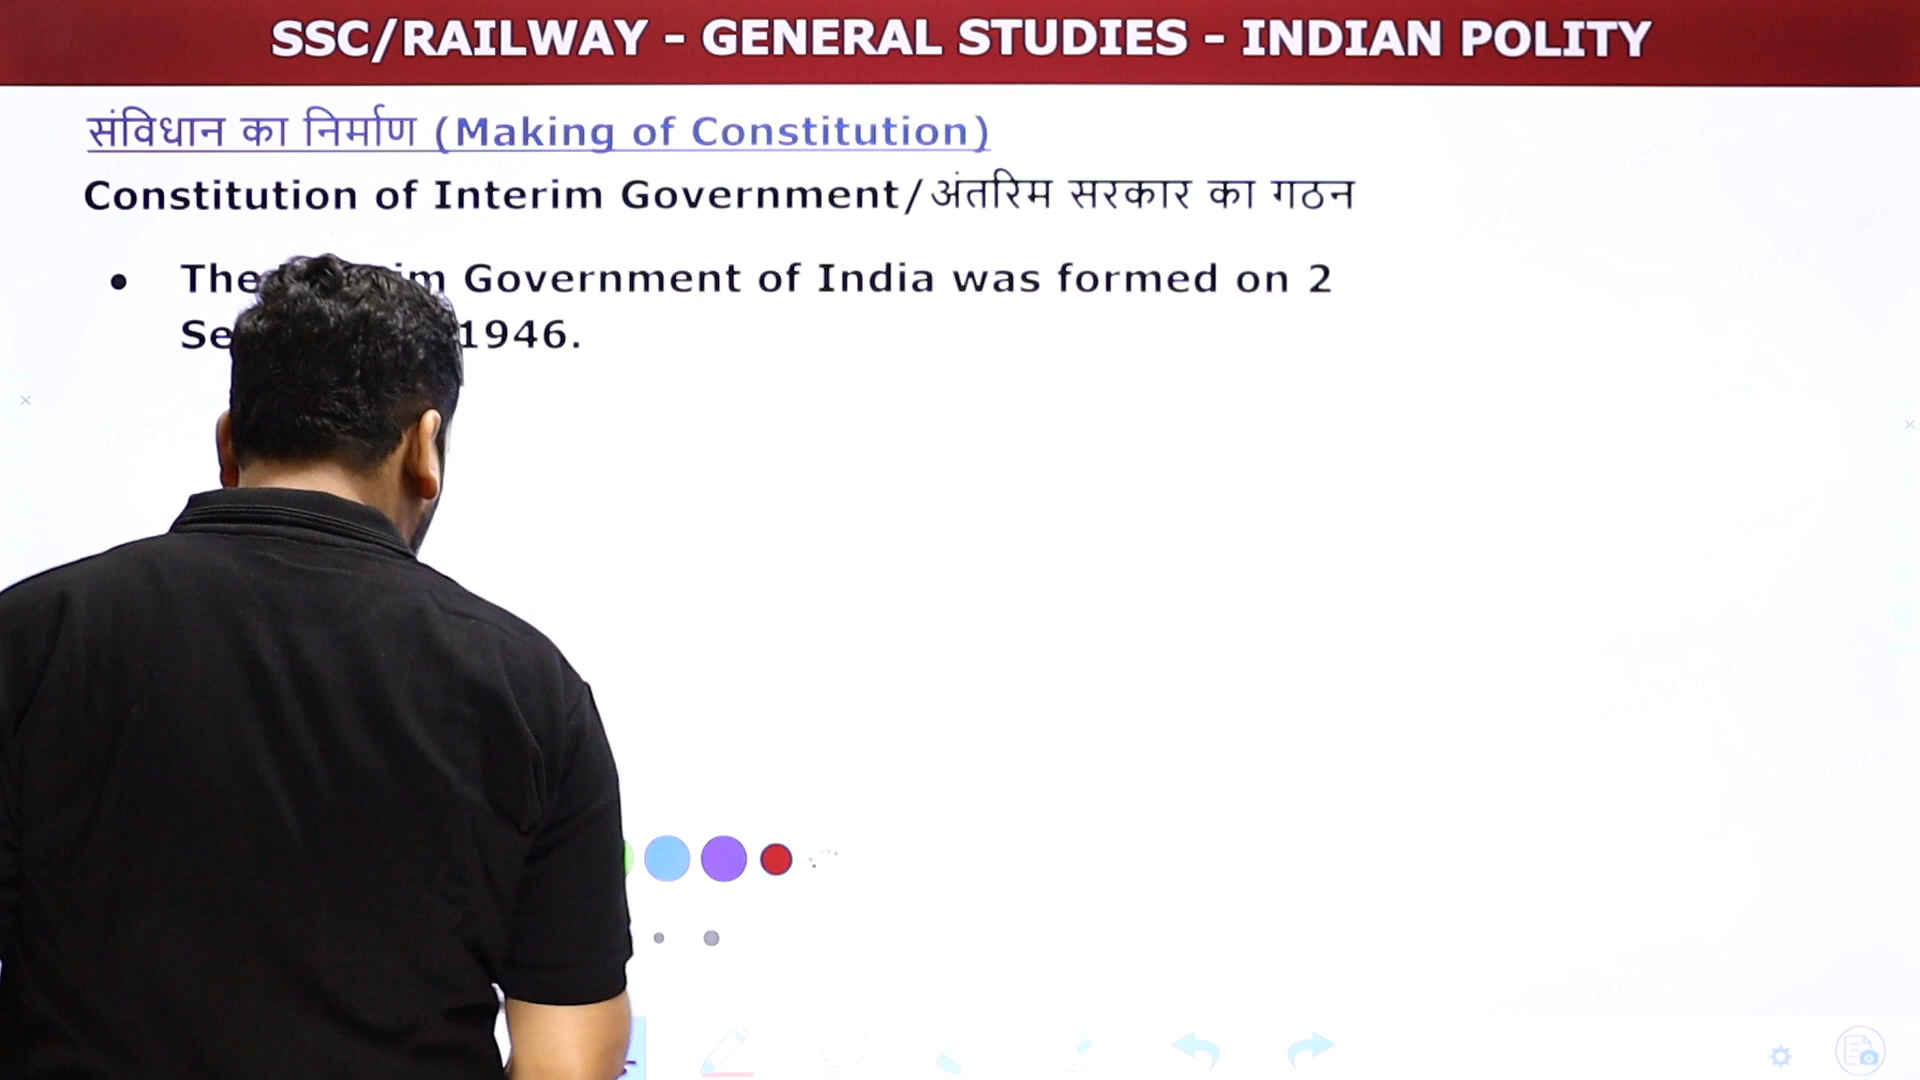 SSC/RAILWAY - GENERAL STUDIES - INDIAN POLITY
संविधान का निर्माण (Making of Constitution)
Constitution of Interim Government/अंतरिम सरकार का गठन
• The Government of India was formed on 2
1946.